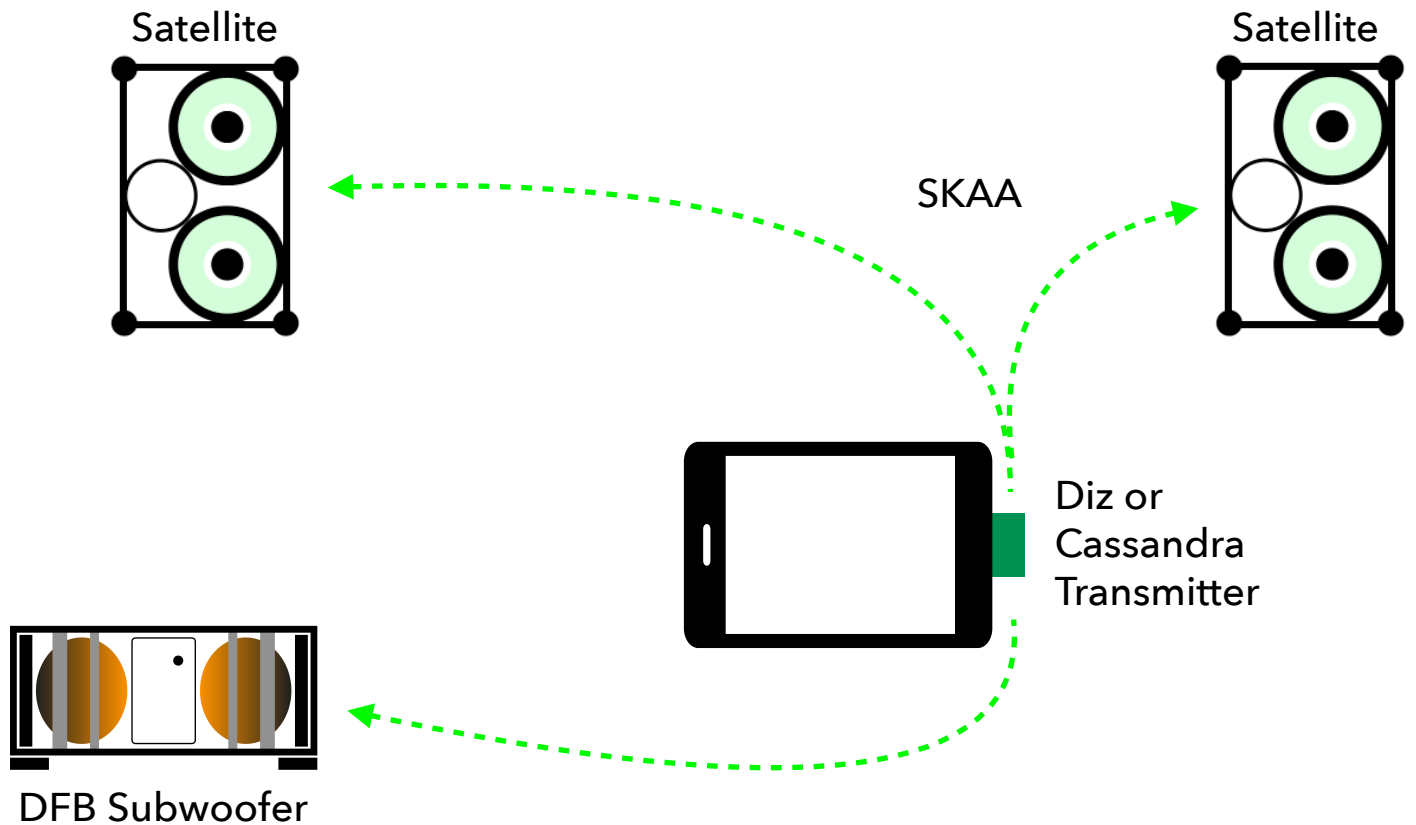 Satellite
Satellite
SKAA
Diz or
Cassandra
Transmitter
DFB Subwoofer